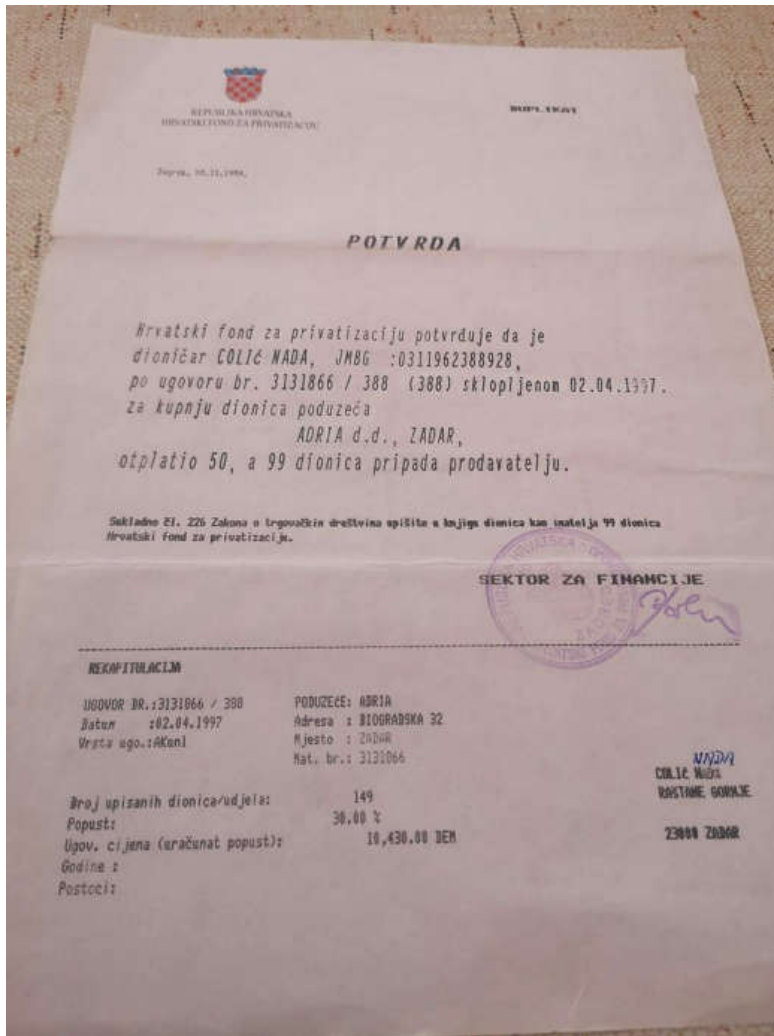 REPUBLIKA HRVATSKA
HRVATSKI FOND ZA PRIVATIZACIJU
DUPLIKAT
Zagreb,
POTVRDA
Hrvatski fond za privatizaciju potvrđuje da je
dioničar COLIĆ NADA, JMBG :0311962388928,
po ugovoru br. 3131866 / 388 (388) sklopljenom 02.04.1997.
za kupnju dionica poduzeća
ADRIA d.d., ZADAR,
otplatio 50, a 99 dionica pripada prodavatelju.
Sukladno čl. 226 Zakona o trgovačkim društvima upišite u knjigu dionica kao imatelja 99 dionica
Hrvatski fond za privatizaciju.
SEKTOR ZA FINANCIJE
REKAPITULACIJA
UGOVOR BR.:3131866 / 388
Datum :02.04.1997
Vrsta ugo.:AKunl
PODUZEĆE: ADRIA
Adresa : BIOGRADSKA 32
Mjesto : ZADAR
Mat. br.: 3131866
NADA
COLIĆ
RAŠTANE GORNJE
23000 ZADAR
Broj upisanih dionica/udjela: 149
Popust: 30.00 %
Ugov. cijena (uračunat popust): 10,430.00 DEM
Godine :
Postoci: